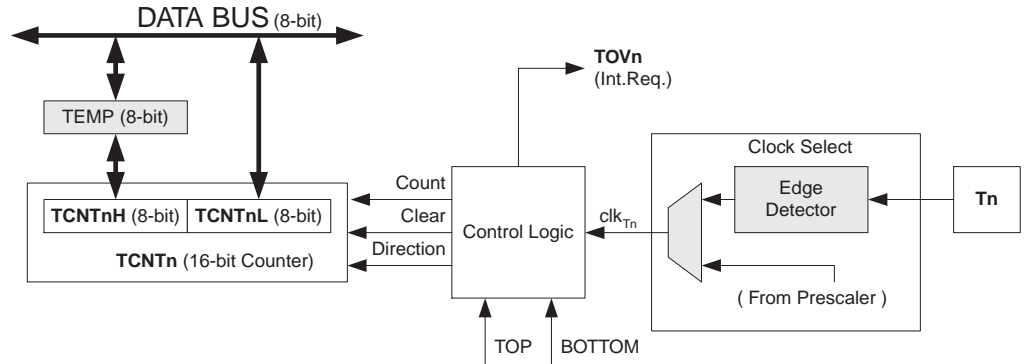 DATA BUS (8-bit)
TOVn
(Int.Req.)
TEMP (8-bit)
Clock Select
Count
Edge
Detector
Tn
TCNTnH (8-bit) TCNTnL (8-bit)
Clear
Control Logic
clkTn
TCNTn (16-bit Counter)
Direction
( From Prescaler )
TOP
BOTTOM